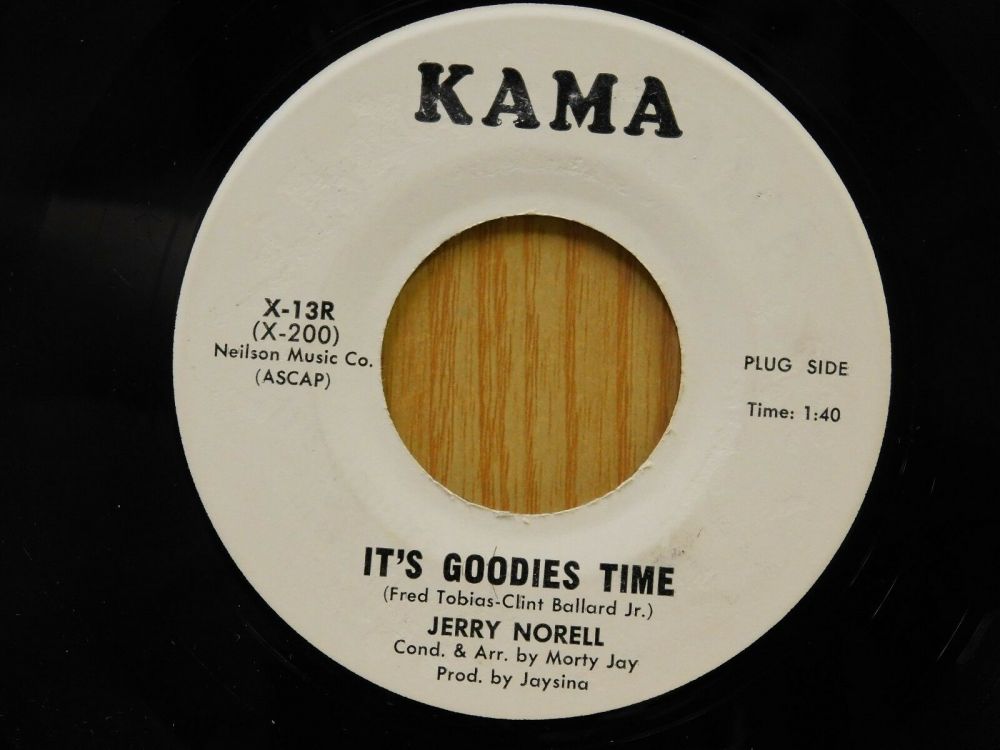 KAMA
X-13R
(X-200)
Neilson Music Co.
(ASCAP)
PLUG SIDE
Time: 1:40
IT'S GOODIES TIME
(Fred Tobias-Clint Ballard Jr.)
JERRY NORELL
Cond. & Arr. by Morty Jay
Prod. by Jaysina